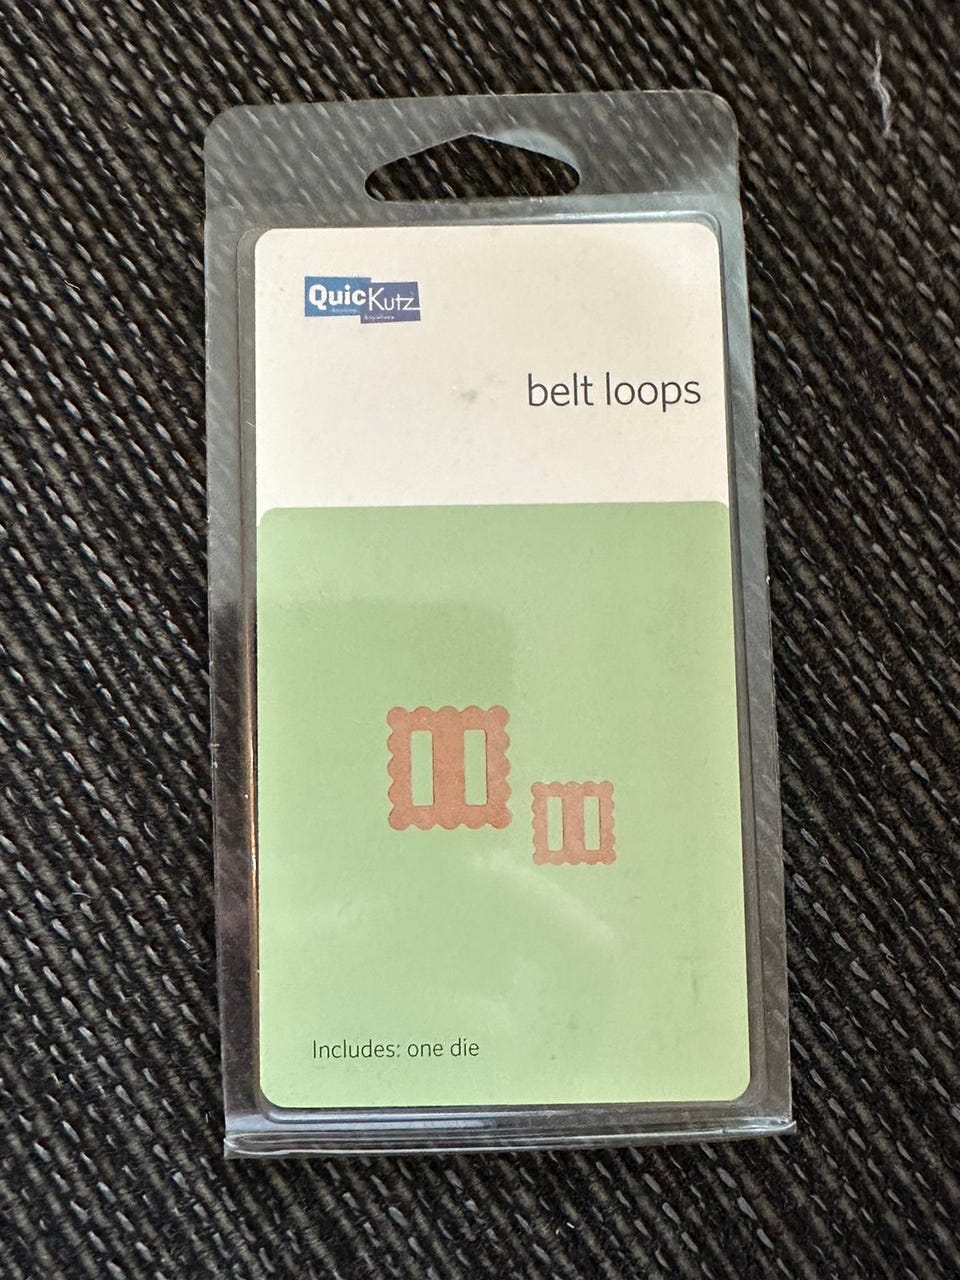 QuicKutz
belt loops
Includes: one die